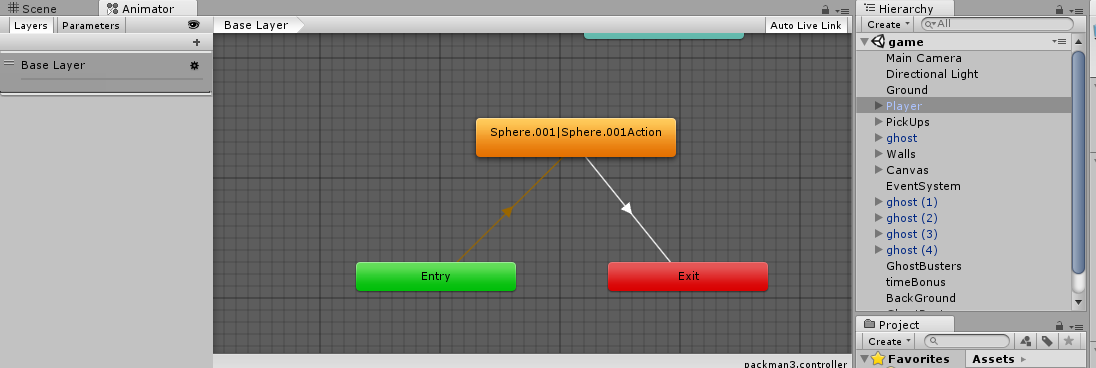 Scene
Animator
Layers
Parameters
Base Layer
Auto Live Link
Base Layer
Sphere.001|Sphere.001Action
Entry
Exit
packman3.controller
Hierarchy
Create
All
game
Main Camera
Directional Light
Ground
Player
PickUps
ghost
Walls
Canvas
EventSystem
ghost (1)
ghost (2)
ghost (3)
ghost (4)
GhostBusters
timeBonus
BackGround
Project
Create
Favorites
Assets